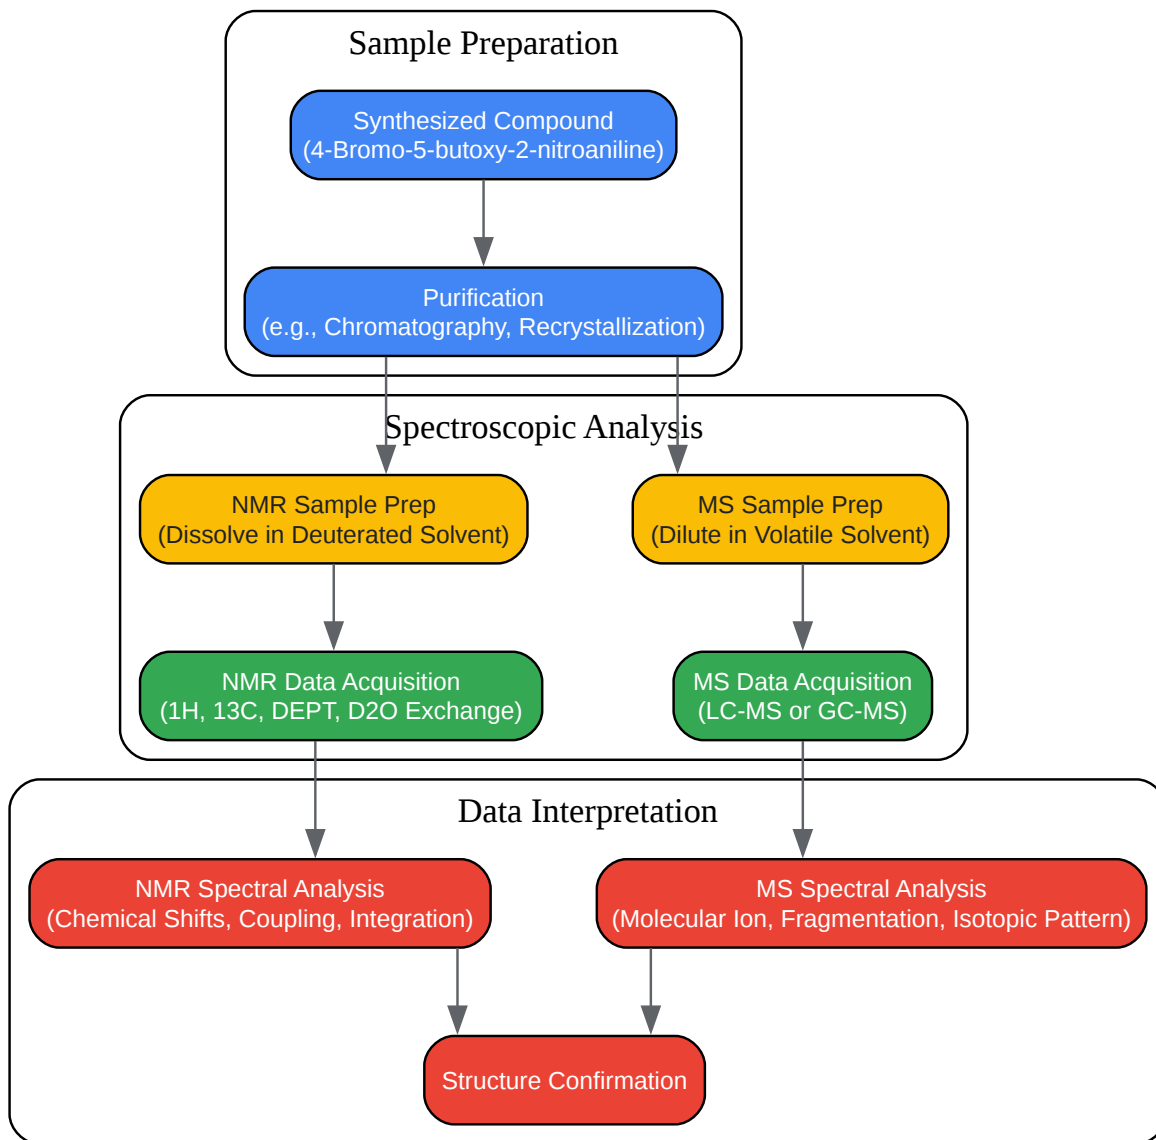 Sample Preparation
Synthesized Compound
(4-Bromo-5-butoxy-2-nitroaniline)
Purification
(e.g., Chromatography, Recrystallization)
Spectroscopic Analysis
NMR Sample Prep
(Dissolve in Deuterated Solvent)
MS Sample Prep
(Dilute in Volatile Solvent)
NMR Data Acquisition
(1H, 13C, DEPT, D2O Exchange)
MS Data Acquisition
(LC-MS or GC-MS)
Data Interpretation
NMR Spectral Analysis
(Chemical Shifts, Coupling, Integration)
MS Spectral Analysis
(Molecular Ion, Fragmentation, Isotopic Pattern)
Structure Confirmation